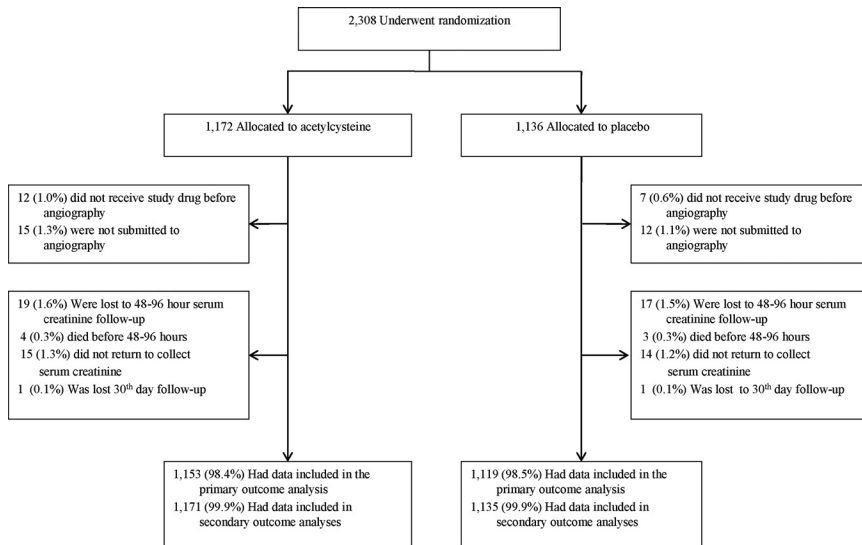 2,308 Underwent randomization
1,172 Allocated to acetylcysteine
1,136 Allocated to placebo
12 (1.0%) did not receive study drug before
angiography
15 (1.3%) were not submitted to
angiography
7 (0.6%) did not receive study drug before
angiography
12 (1.1%) were not submitted to
angiography
19 (1.6%) Were lost to 48-96 hour serum
creatinine follow-up
4 (0.3%) died before 48-96 hours
15 (1.3%) did not return to collect
serum creatinine
1 (0.1%) Was lost 30th day follow-up
17 (1.5%) Were lost to 48-96 hour serum
creatinine follow-up
3 (0.3%) died before 48-96 hours
14 (1.2%) did not return to collect
serum creatinine
1 (0.1%) Was lost to 30th day follow-up
1,153 (98.4%) Had data included in the
primary outcome analysis
1,171 (99.9%) Had data included in
secondary outcome analyses
1,119 (98.5%) Had data included in the
primary outcome analysis
1,135 (99.9%) Had data included in
secondary outcome analyses